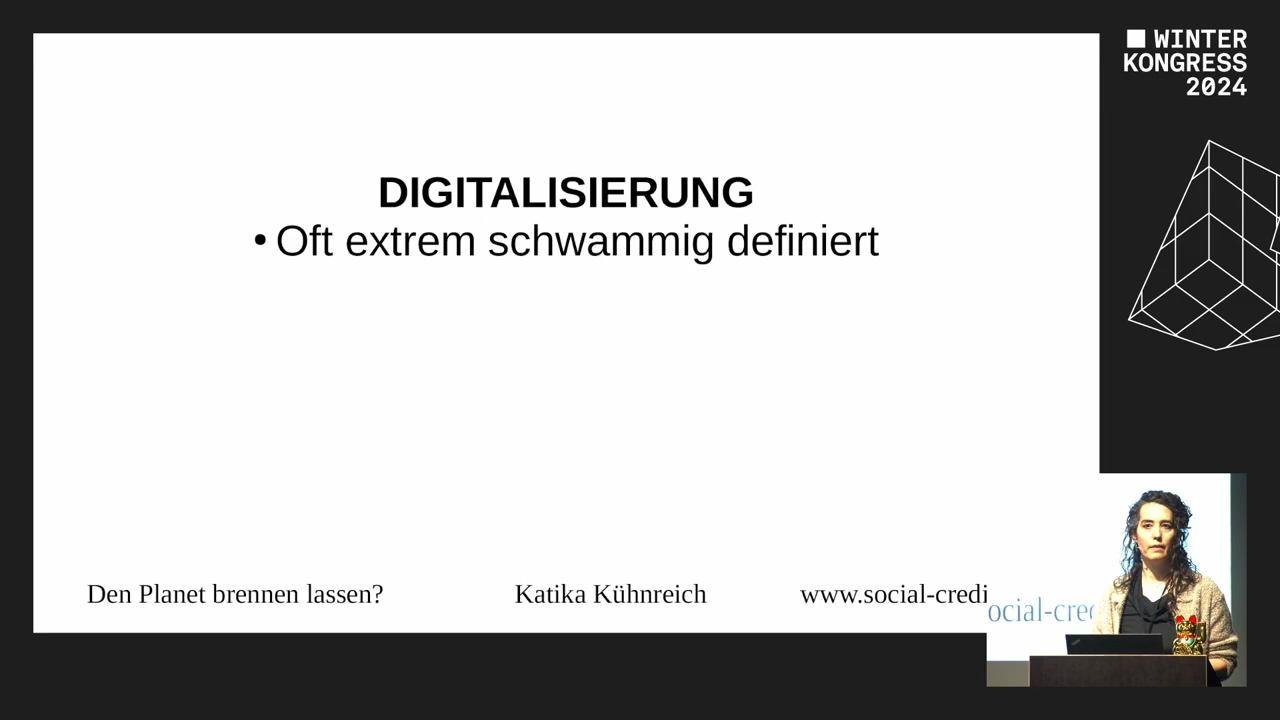 WINTER
KONGRESS
2024
DIGITALISIERUNG
• Oft extrem schwammig definiert
Den Planet brennen lassen? Katika Kühnreich www.social-credi
ocial-cred